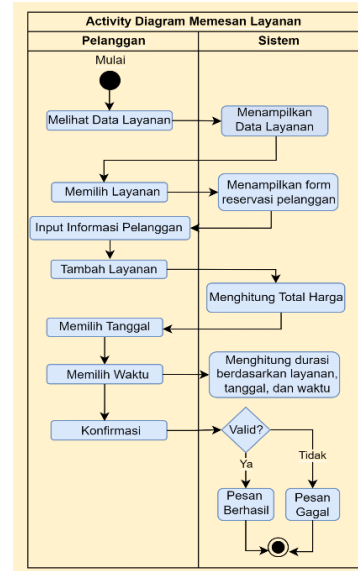 Activity Diagram Memesan Layanan
Pelanggan
Sistem
Mulai
Melihat Data Layanan
Menampilkan
Data Layanan
Memilih Layanan
Menampilkan form
reservasi pelanggan
Input Informasi Pelanggan
Tambah Layanan
Menghitung Total Harga
Memilih Tanggal
Memilih Waktu
Menghitung durasi
berdasarkan layanan,
tanggal, dan waktu
Konfirmasi
Valid?
Ya
Tidak
Pesan
Berhasil
Pesan
Gagal